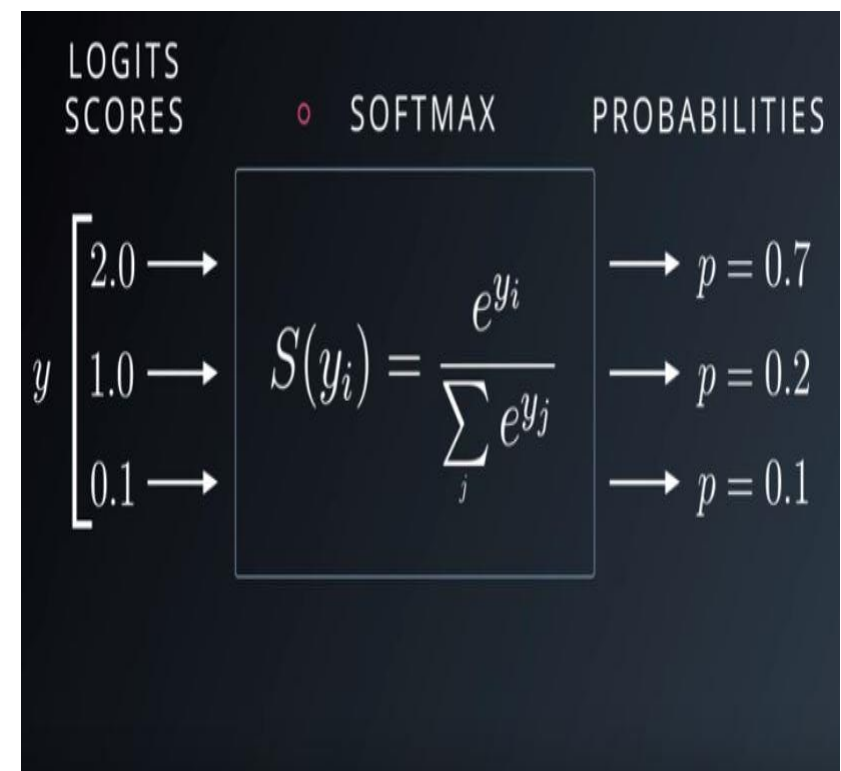 LOGITS
SCORES
SOFTMAX
PROBABILITIES
y
2.0
1.0
0.1
S(y_i) = e^{y_i} / \sum_j e^{y_j}
p = 0.7
p = 0.2
p = 0.1